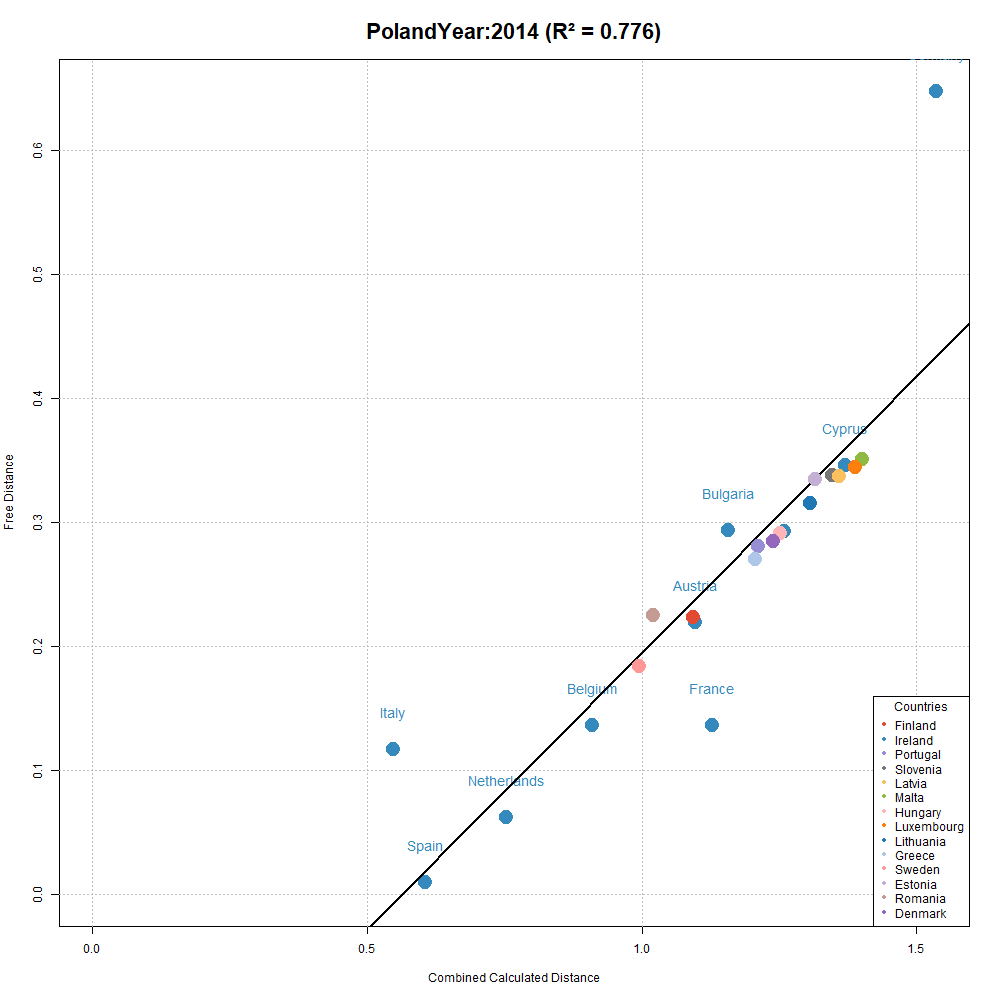 PolandYear:2014 (R² = 0.776)
0.6
0.5
0.4
0.3
0.2
0.1
0.0
Free Distance
Cyprus
Bulgaria
Austria
Belgium
France
Italy
Netherlands
Spain
Countries
Finland
Ireland
Portugal
Slovenia
Latvia
Malta
Hungary
Luxembourg
Lithuania
Greece
Sweden
Estonia
Romania
Denmark
0.0
0.5
1.0
1.5
Combined Calculated Distance